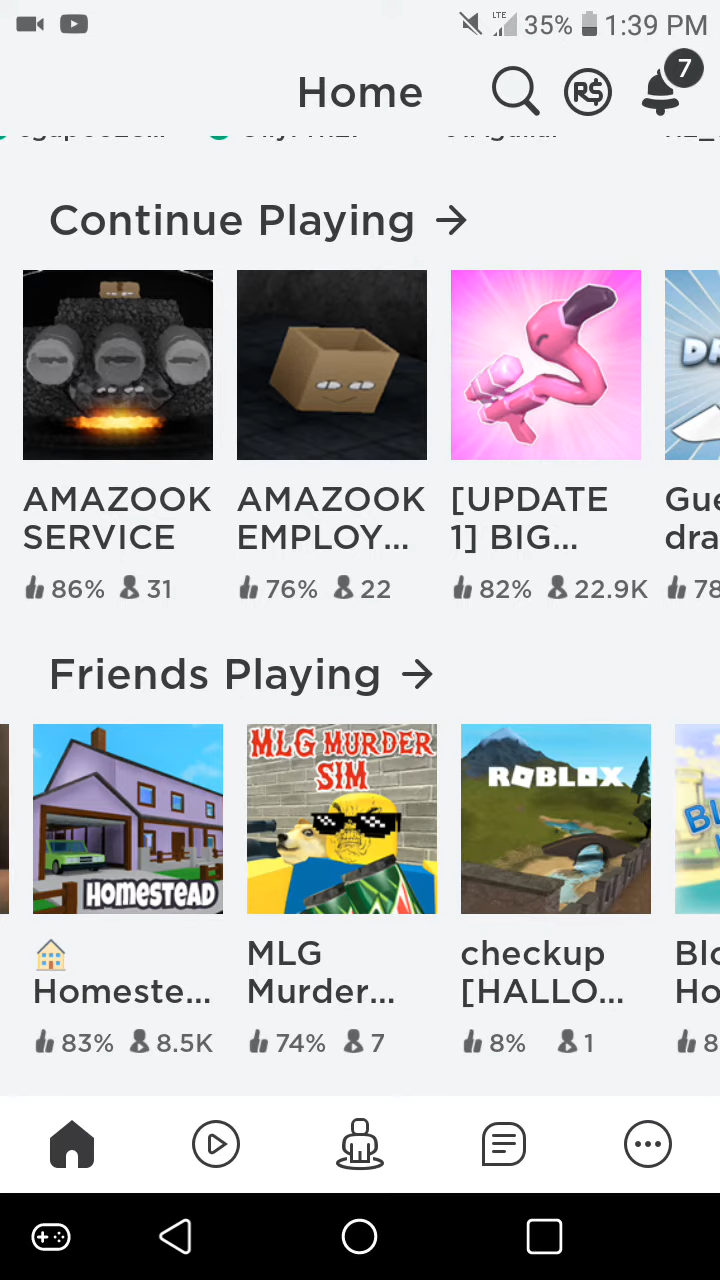 LTE 35% 1:39 PM
Home R$ 7
Continue Playing →
AMAZOOK SERVICE
86% 31
AMAZOOK EMPLOY...
76% 22
[UPDATE 1] BIG...
82% 22.9K
Friends Playing →
HOMESTEAD
🏠 Homeste...
83% 8.5K
MLG MURDER
SIM
MLG Murder...
74% 7
ROBLOX
checkup [HALLO...
8% 1